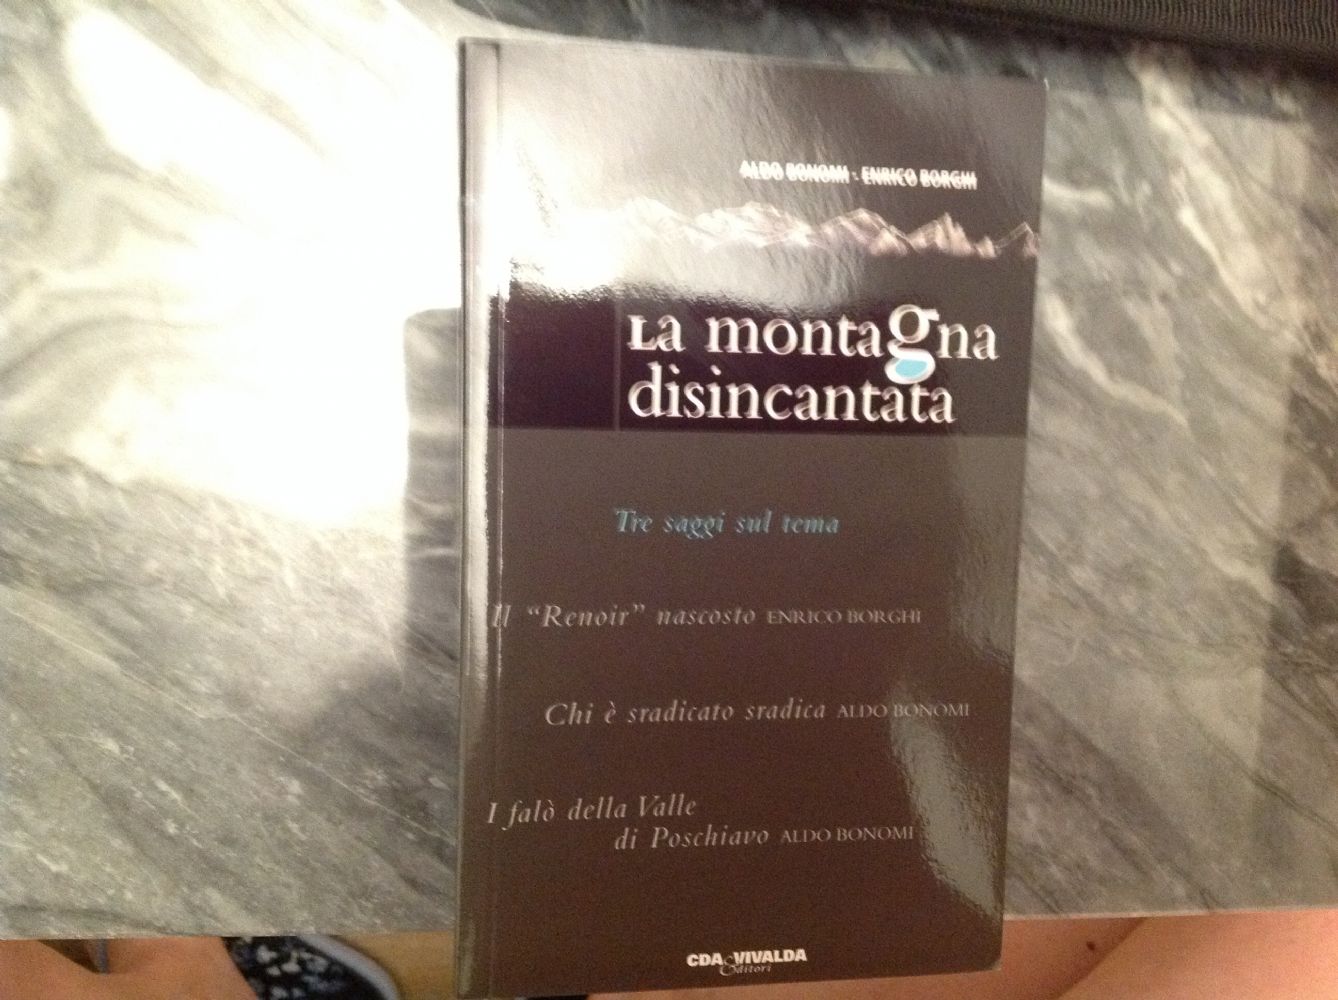 ALDO BONOMI - ENRICO BORGHI
La montagna
disincantata
Tre saggi sul tema
Il “Renoir” nascosto ENRICO BORGHI
Chi è sradicato sradica ALDO BONOMI
I falò della Valle
di Poschiavo ALDO BONOMI
CDA&VIVALDA
Editori